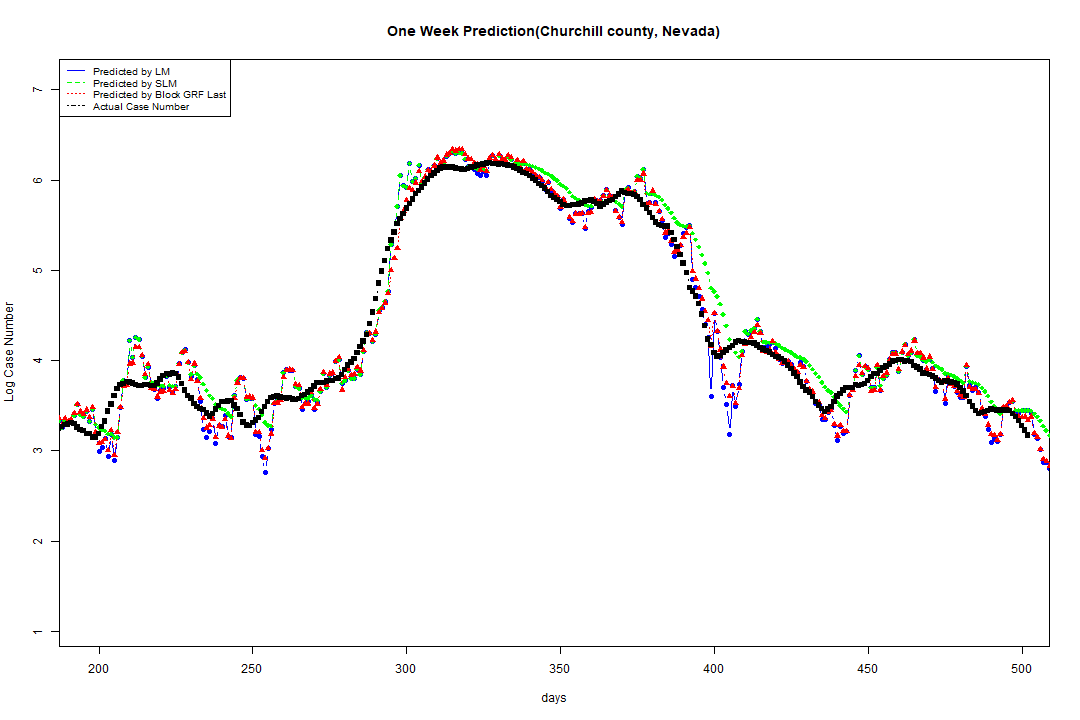 One Week Prediction(Churchill county, Nevada)
Predicted by LM
Predicted by SLM
Predicted by Block GRF Last
Actual Case Number
7
6
5
4
3
2
1
Log Case Number
200 250 300 350 400 450 500
days